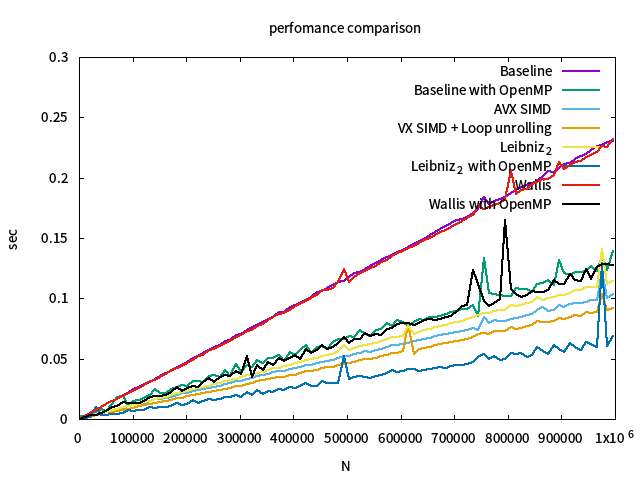 perfomance comparison
0.3
0.25
0.2
0.15
0.1
0.05
0
sec
Baseline
Baseline with OpenMP
AVX SIMD
VX SIMD + Loop unrolling
Leibniz2
Leibniz2 with OpenMP
Wallis
Wallis with OpenMP
0 100000 200000 300000 400000 500000 600000 700000 800000 900000 1x10 6
N